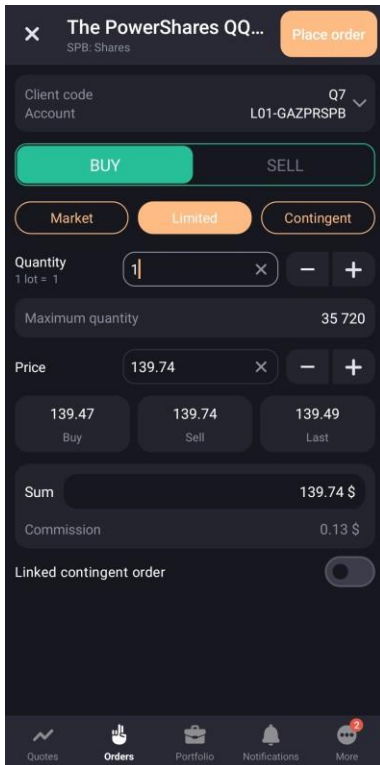 The PowerShares QQ...
SPB: Shares
Place order
Client code
Q7
Account
L01-GAZPRSPB
BUY
SELL
Market
Limited
Contingent
Quantity
1 lot = 1
1
Maximum quantity
35 720
Price
139.74
139.47
139.74
139.49
Buy
Sell
Last
Sum
139.74 $
Commission
0.13 $
Linked contingent order
2
Quotes
Orders
Portfolio
Notifications
More